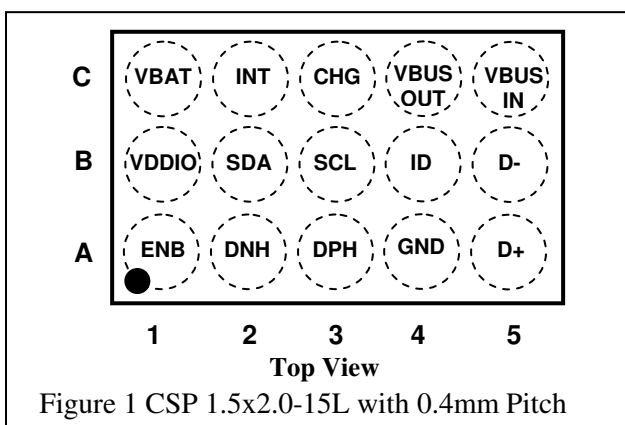 C VBAT INT CHG VBUS OUT VBUS IN
B VDDIO SDA SCL ID D-
A ENB DNH DPH GND D+
1 2 3 4 5
Top View
Figure 1 CSP 1.5x2.0-15L with 0.4mm Pitch